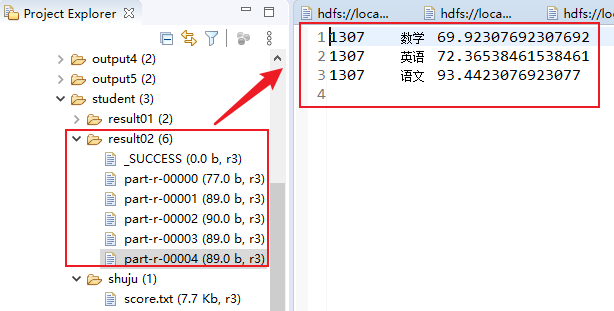 Project Explorer
output4 (2)
output5 (2)
student (3)
result01 (2)
result02 (6)
_SUCCESS (0.0 b, r3)
part-r-00000 (77.0 b, r3)
part-r-00001 (89.0 b, r3)
part-r-00002 (90.0 b, r3)
part-r-00003 (89.0 b, r3)
part-r-00004 (89.0 b, r3)
shuju (1)
score.txt (7.7 Kb, r3)
hdfs://loca... hdfs://loca... hdfs://loca
1 1307 数学 69.92307692307692
2 1307 英语 72.36538461538461
3 1307 语文 93.4423076923077
4